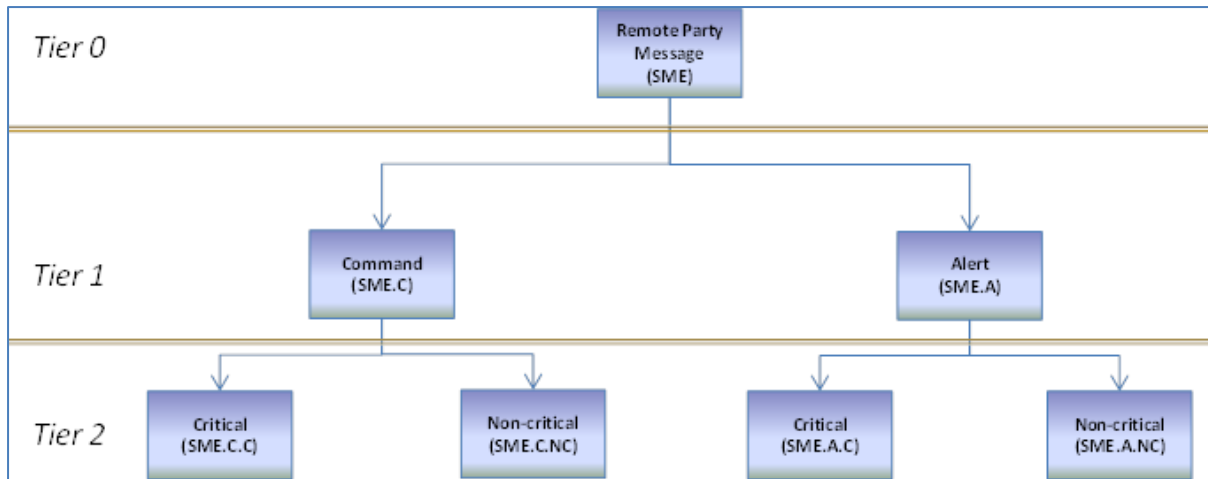 Tier 0
Remote Party
Message
(SME)
Tier 1
Command
(SME.C)
Alert
(SME.A)
Tier 2
Critical
(SME.C.C)
Non-critical
(SME.C.NC)
Critical
(SME.A.C)
Non-critical
(SME.A.NC)